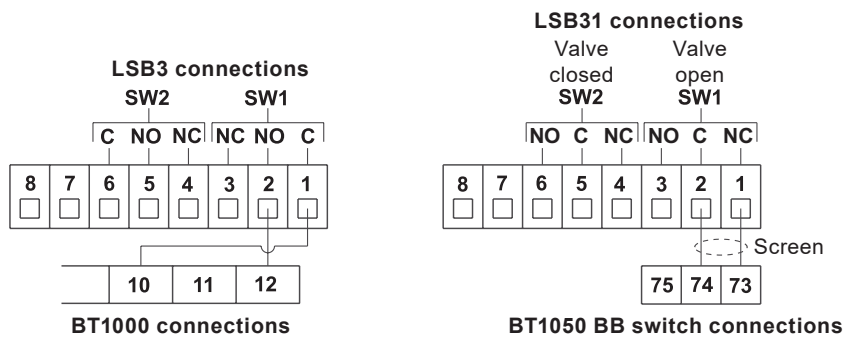 LSB3 connections
SW2 SW1
C NO NC NC NO C
8 7 6 5 4 3 2 1
10 11 12
BT1000 connections
LSB31 connections
Valve closed
SW2
Valve open
SW1
NO C NC NO C NC
8 7 6 5 4 3 2 1
Screen
75 74 73
BT1050 BB switch connections